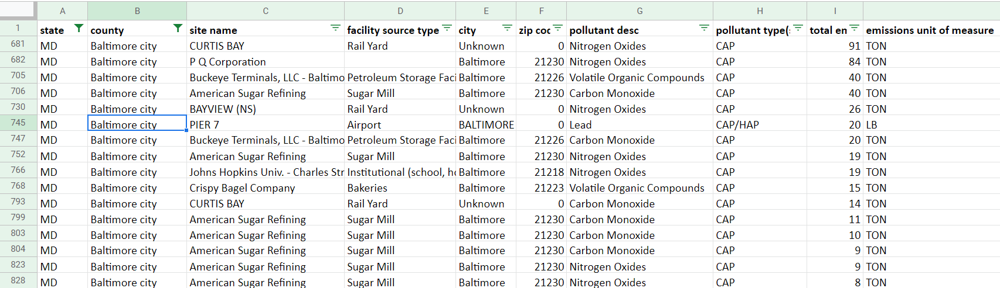 A B C D E F G H I
1 state county site name facility source type city zip coc pollutant desc pollutant type(s total en emissions unit of measure
681 MD Baltimore city CURTIS BAY Rail Yard Unknown 0 Nitrogen Oxides CAP 91 TON
682 MD Baltimore city P Q Corporation Baltimore 21230 Nitrogen Oxides CAP 84 TON
705 MD Baltimore city Buckeye Terminals, LLC - Baltimo Petroleum Storage Faci Baltimore 21226 Volatile Organic Compounds CAP 40 TON
706 MD Baltimore city American Sugar Refining Sugar Mill Baltimore 21230 Carbon Monoxide CAP 40 TON
730 MD Baltimore city BAYVIEW (NS) Rail Yard Unknown 0 Nitrogen Oxides CAP 26 TON
745 MD Baltimore city PIER 7 Airport BALTIMORE 0 Lead CAP/HAP 20 LB
747 MD Baltimore city Buckeye Terminals, LLC - Baltimo Petroleum Storage Faci Baltimore 21226 Carbon Monoxide CAP 20 TON
752 MD Baltimore city American Sugar Refining Sugar Mill Baltimore 21230 Nitrogen Oxides CAP 19 TON
766 MD Baltimore city Johns Hopkins Univ. - Charles Str Institutional (school, ho Baltimore 21218 Nitrogen Oxides CAP 19 TON
768 MD Baltimore city Crispy Bagel Company Bakeries Baltimore 21223 Volatile Organic Compounds CAP 15 TON
793 MD Baltimore city CURTIS BAY Rail Yard Unknown 0 Carbon Monoxide CAP 14 TON
799 MD Baltimore city American Sugar Refining Sugar Mill Baltimore 21230 Carbon Monoxide CAP 11 TON
803 MD Baltimore city American Sugar Refining Sugar Mill Baltimore 21230 Carbon Monoxide CAP 10 TON
804 MD Baltimore city American Sugar Refining Sugar Mill Baltimore 21230 Carbon Monoxide CAP 9 TON
823 MD Baltimore city American Sugar Refining Sugar Mill Baltimore 21230 Nitrogen Oxides CAP 9 TON
828 MD Baltimore city American Sugar Refining Sugar Mill Baltimore 21230 Nitrogen Oxides CAP 8 TON